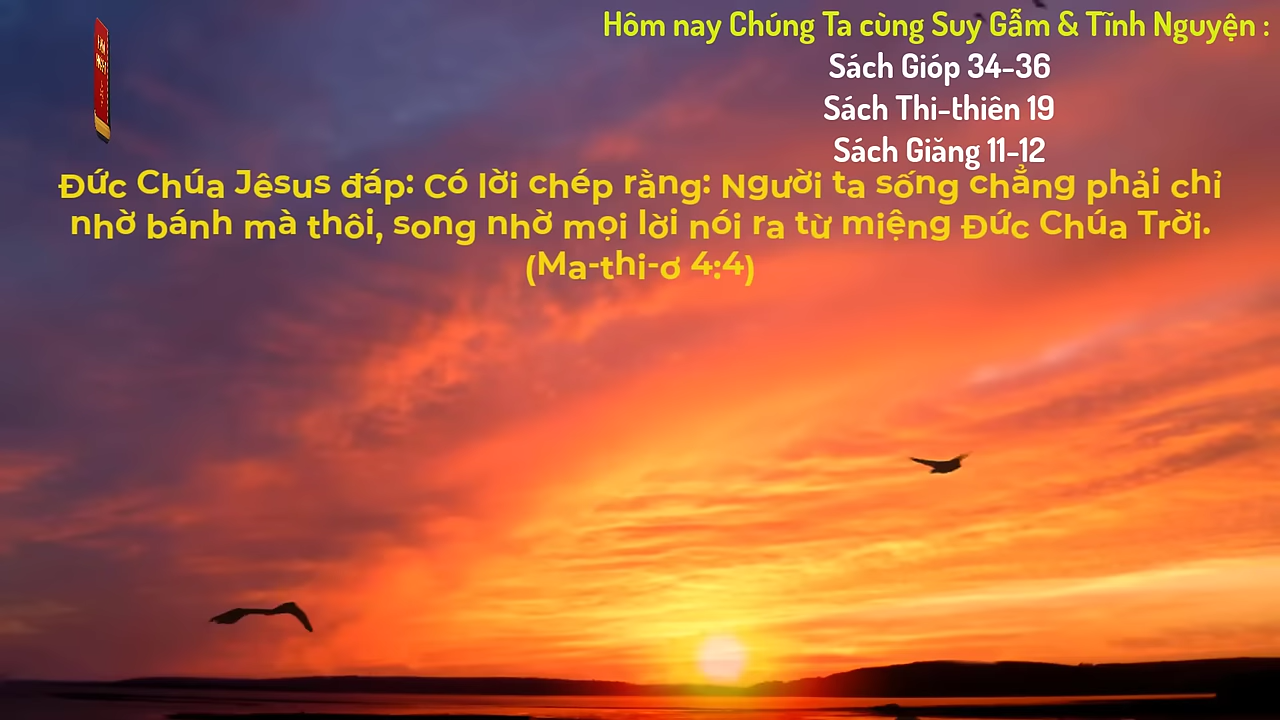 Hôm nay Chúng Ta cùng Suy Gẫm & Tĩnh Nguyện :
Sách Gióp 34-36
Sách Thi-thiên 19
Sách Giăng 11-12
Đức Chúa Jêsus đáp: Có lời chép rằng: Người ta sống chẳng phải chỉ
nhờ bánh mà thôi, song nhờ mọi lời nói ra từ miệng Đức Chúa Trời.
(Ma-thi-ơ 4:4)